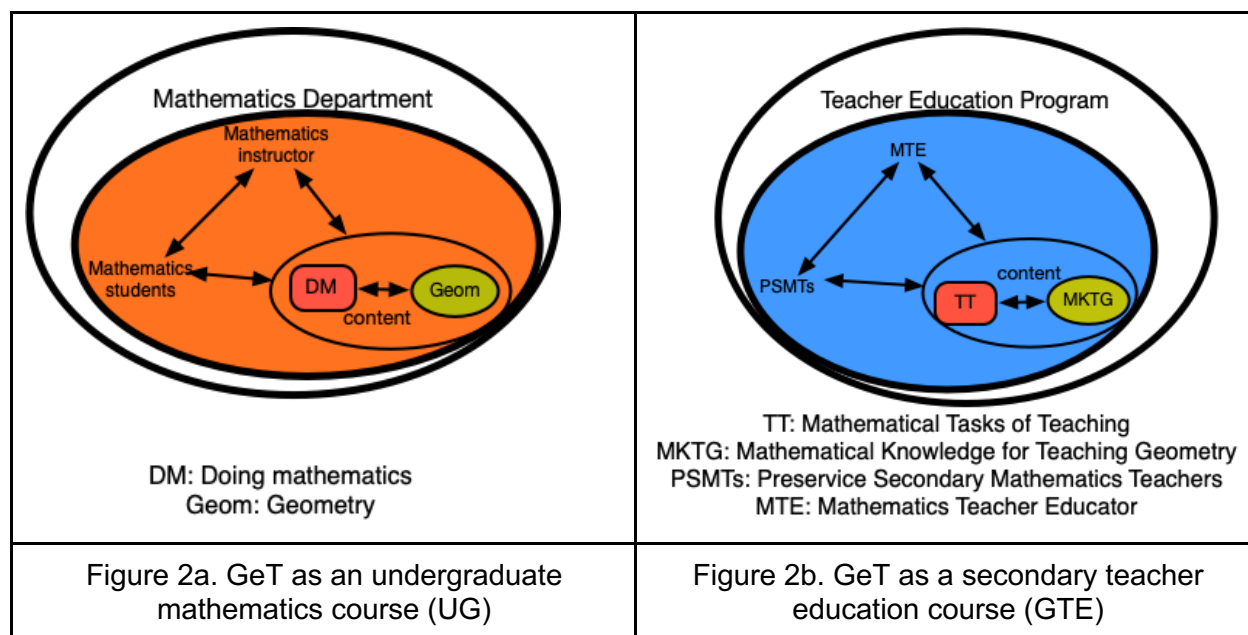 Mathematics Department
Mathematics
instructor
Mathematics
students
DM
Geom
content
DM: Doing mathematics
Geom: Geometry
Figure 2a. GeT as an undergraduate
mathematics course (UG)
Teacher Education Program
MTE
PSMTs
content
TT
MKTG
TT: Mathematical Tasks of Teaching
MKTG: Mathematical Knowledge for Teaching Geometry
PSMTs: Preservice Secondary Mathematics Teachers
MTE: Mathematics Teacher Educator
Figure 2b. GeT as a secondary teacher
education course (GTE)